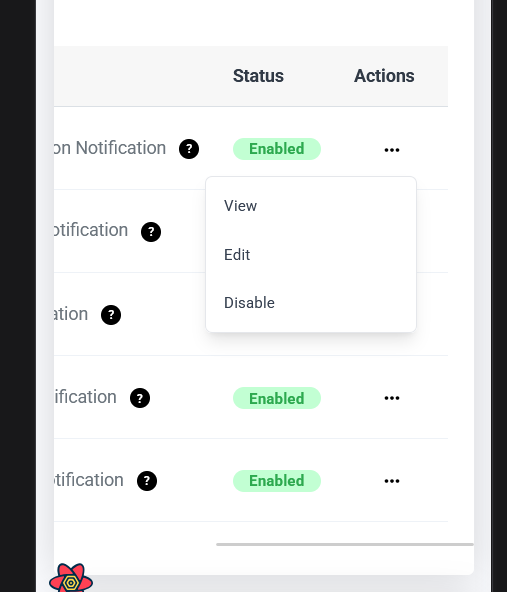 Status Actions
on Notification ? Enabled ...
View
otification ?
Edit
Disable
ation ?
ification ? Enabled ...
otification ? Enabled ...